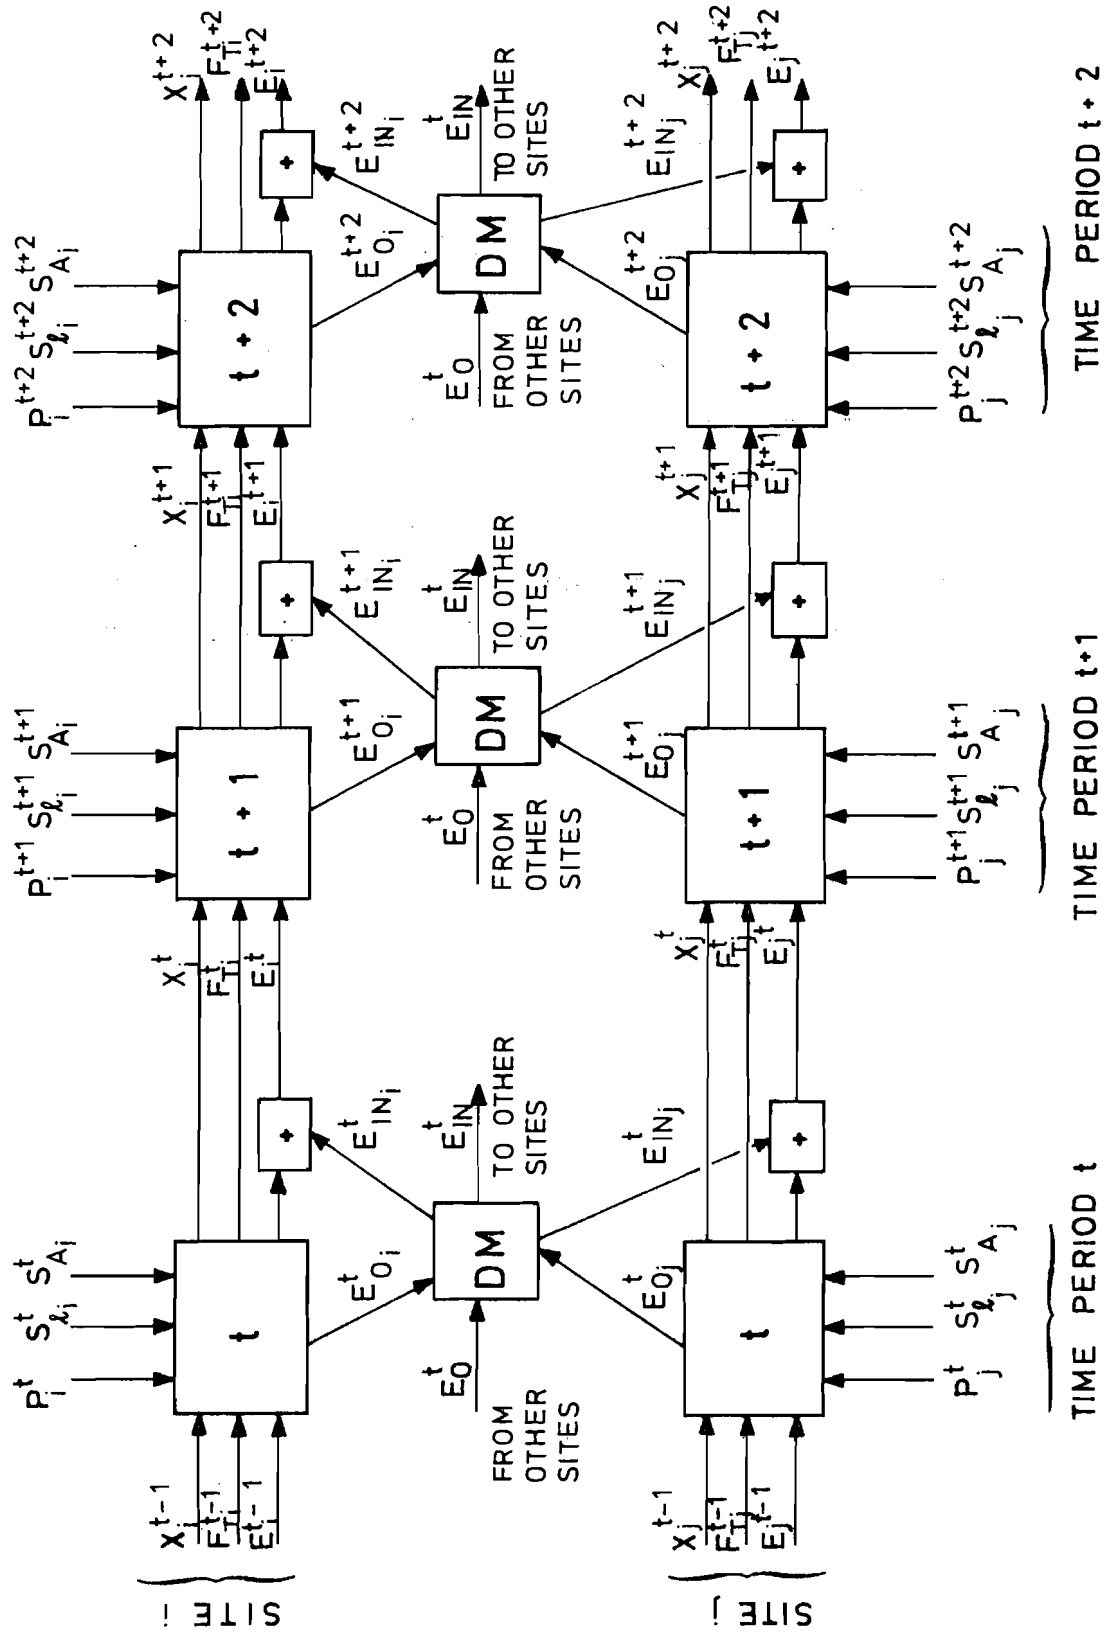 P_i^t S_{ℓ_i}^t S_{A_i}^t
P_i^{t+1} S_{ℓ_i}^{t+1} S_{A_i}^{t+1}
P_i^{t+2} S_{ℓ_i}^{t+2} S_{A_i}^{t+2}
SITE i
X_i^{t-1}
F_{T_i}^{t-1}
E_i^{t-1}
t
+
X_i^t
F_{T_i}^t
E_i^t
t+1
+
X_i^{t+1}
F_{T_i}^{t+1}
E_i^{t+1}
t+2
+
X_i^{t+2}
F_{T_i}^{t+2}
E_i^{t+2}
E_{O_i}^t
E_{IN_i}^t
E_{O_i}^{t+1}
E_{IN_i}^{t+1}
E_{O_i}^{t+2}
E_{IN_i}^{t+2}
E_O^t
FROM
OTHER
SITES
DM
E_{IN}^t
TO OTHER
SITES
E_O^t
FROM
OTHER
SITES
DM
E_{IN}^t
TO OTHER
SITES
E_O^t
FROM
OTHER
SITES
DM
E_{IN}^t
TO OTHER
SITES
E_{O_j}^t
E_{IN_j}^t
E_{O_j}^{t+1}
E_{IN_j}^{t+1}
E_{O_j}^{t+2}
E_{IN_j}^{t+2}
SITE j
X_j^{t-1}
F_{T_j}^{t-1}
E_j^{t-1}
t
+
X_j^t
F_{T_j}^t
E_j^t
t+1
+
X_j^{t+1}
F_{T_j}^{t+1}
E_j^{t+1}
t+2
+
X_j^{t+2}
F_{T_j}^{t+2}
E_j^{t+2}
P_j^t S_{ℓ_j}^t S_{A_j}^t
P_j^{t+1} S_{ℓ_j}^{t+1} S_{A_j}^{t+1}
P_j^{t+2} S_{ℓ_j}^{t+2} S_{A_j}^{t+2}
TIME PERIOD t
TIME PERIOD t+1
TIME PERIOD t+2